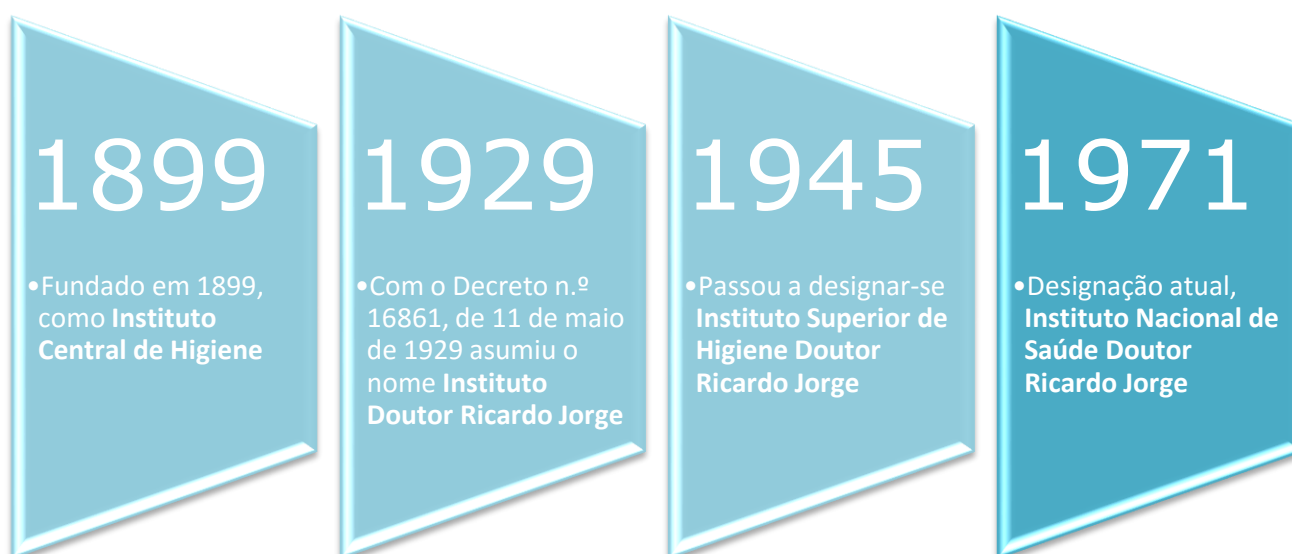 1899
•Fundado em 1899,
como Instituto
Central de Higiene
1929
•Com o Decreto n.º
16861, de 11 de maio
de 1929 asumiu o
nome Instituto
Doutor Ricardo Jorge
1945
•Passou a designar-se
Instituto Superior de
Higiene Doutor
Ricardo Jorge
1971
•Designação atual,
Instituto Nacional de
Saúde Doutor
Ricardo Jorge